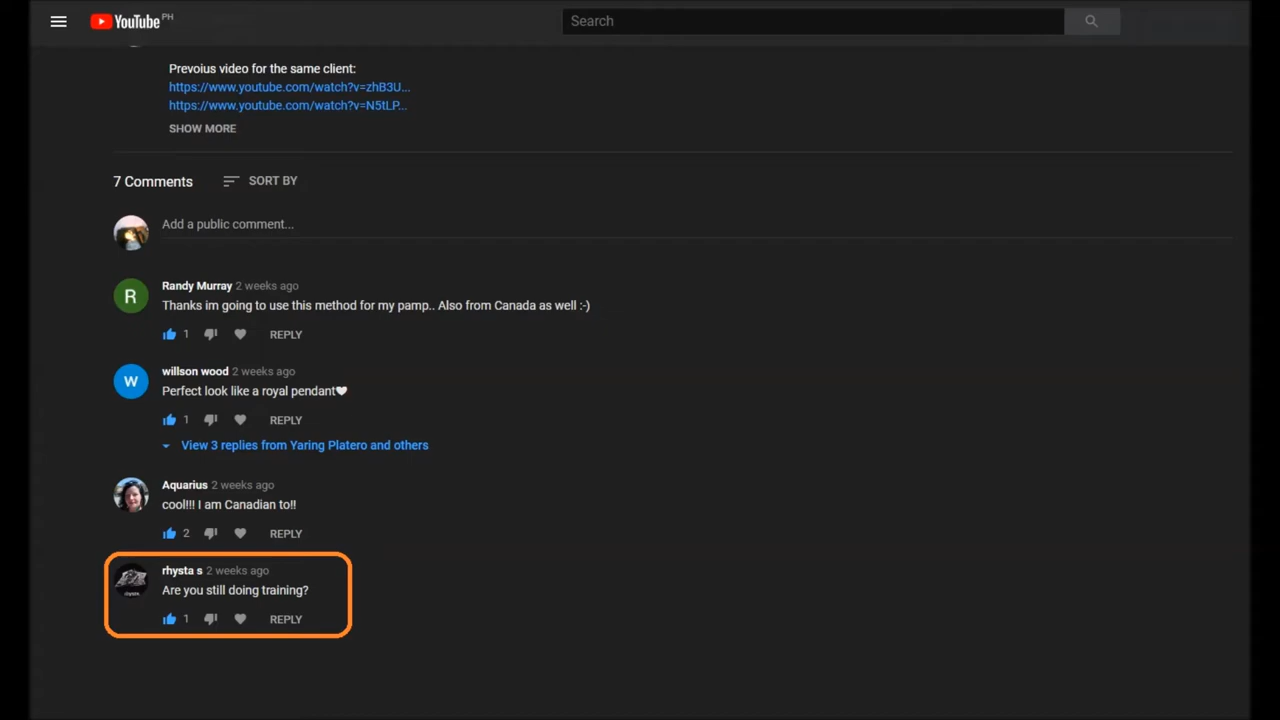 YouTube PH
Search
Prevoius video for the same client:
https://www.youtube.com/watch?v=zhB3U...
https://www.youtube.com/watch?v=N5tLP...
SHOW MORE
7 Comments SORT BY
Add a public comment...
R
Randy Murray 2 weeks ago
Thanks im going to use this method for my pamp.. Also from Canada as well :-)
1 REPLY
W
willson wood 2 weeks ago
Perfect look like a royal pendant🖤
1 REPLY
View 3 replies from Yaring Platero and others
Aquarius 2 weeks ago
cool!!! I am Canadian to!!
2 REPLY
rhysta s 2 weeks ago
Are you still doing training?
1 REPLY